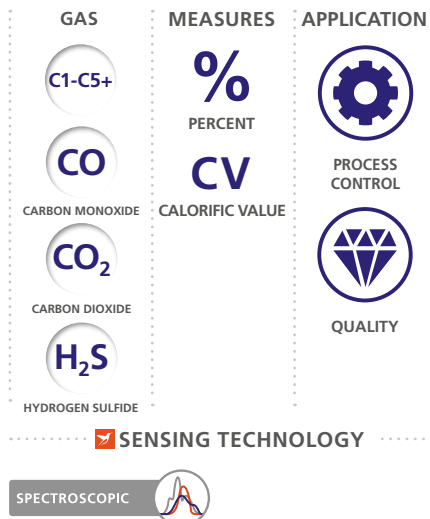 GAS
C1-C5+
CO
CARBON MONOXIDE
CO₂
CARBON DIOXIDE
H₂S
HYDROGEN SULFIDE
MEASURES
%
PERCENT
CV
CALORIFIC VALUE
APPLICATION
PROCESS
CONTROL
QUALITY
SENSING TECHNOLOGY
SPECTROSCOPIC